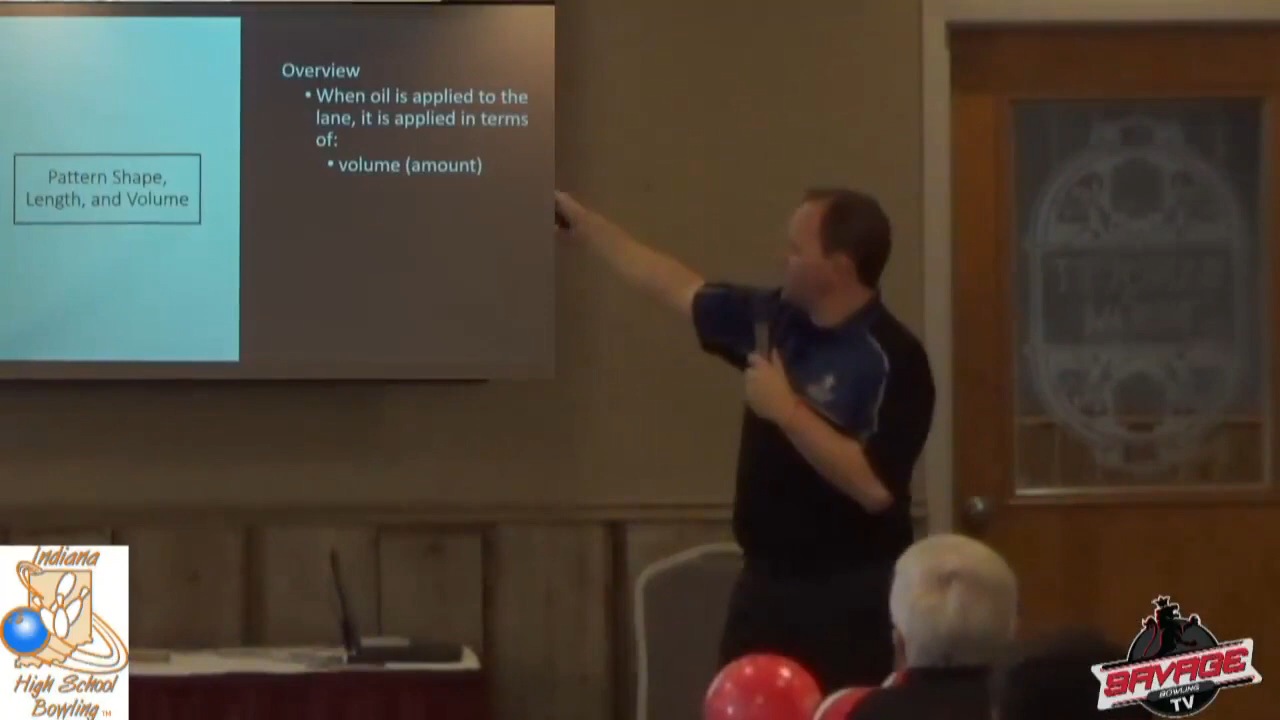 Pattern Shape,
Length, and Volume
Overview
• When oil is applied to the
lane, it is applied in terms
of:
• volume (amount)
Indiana
High School
Bowling™
SAVAGE
BOWLING
TV